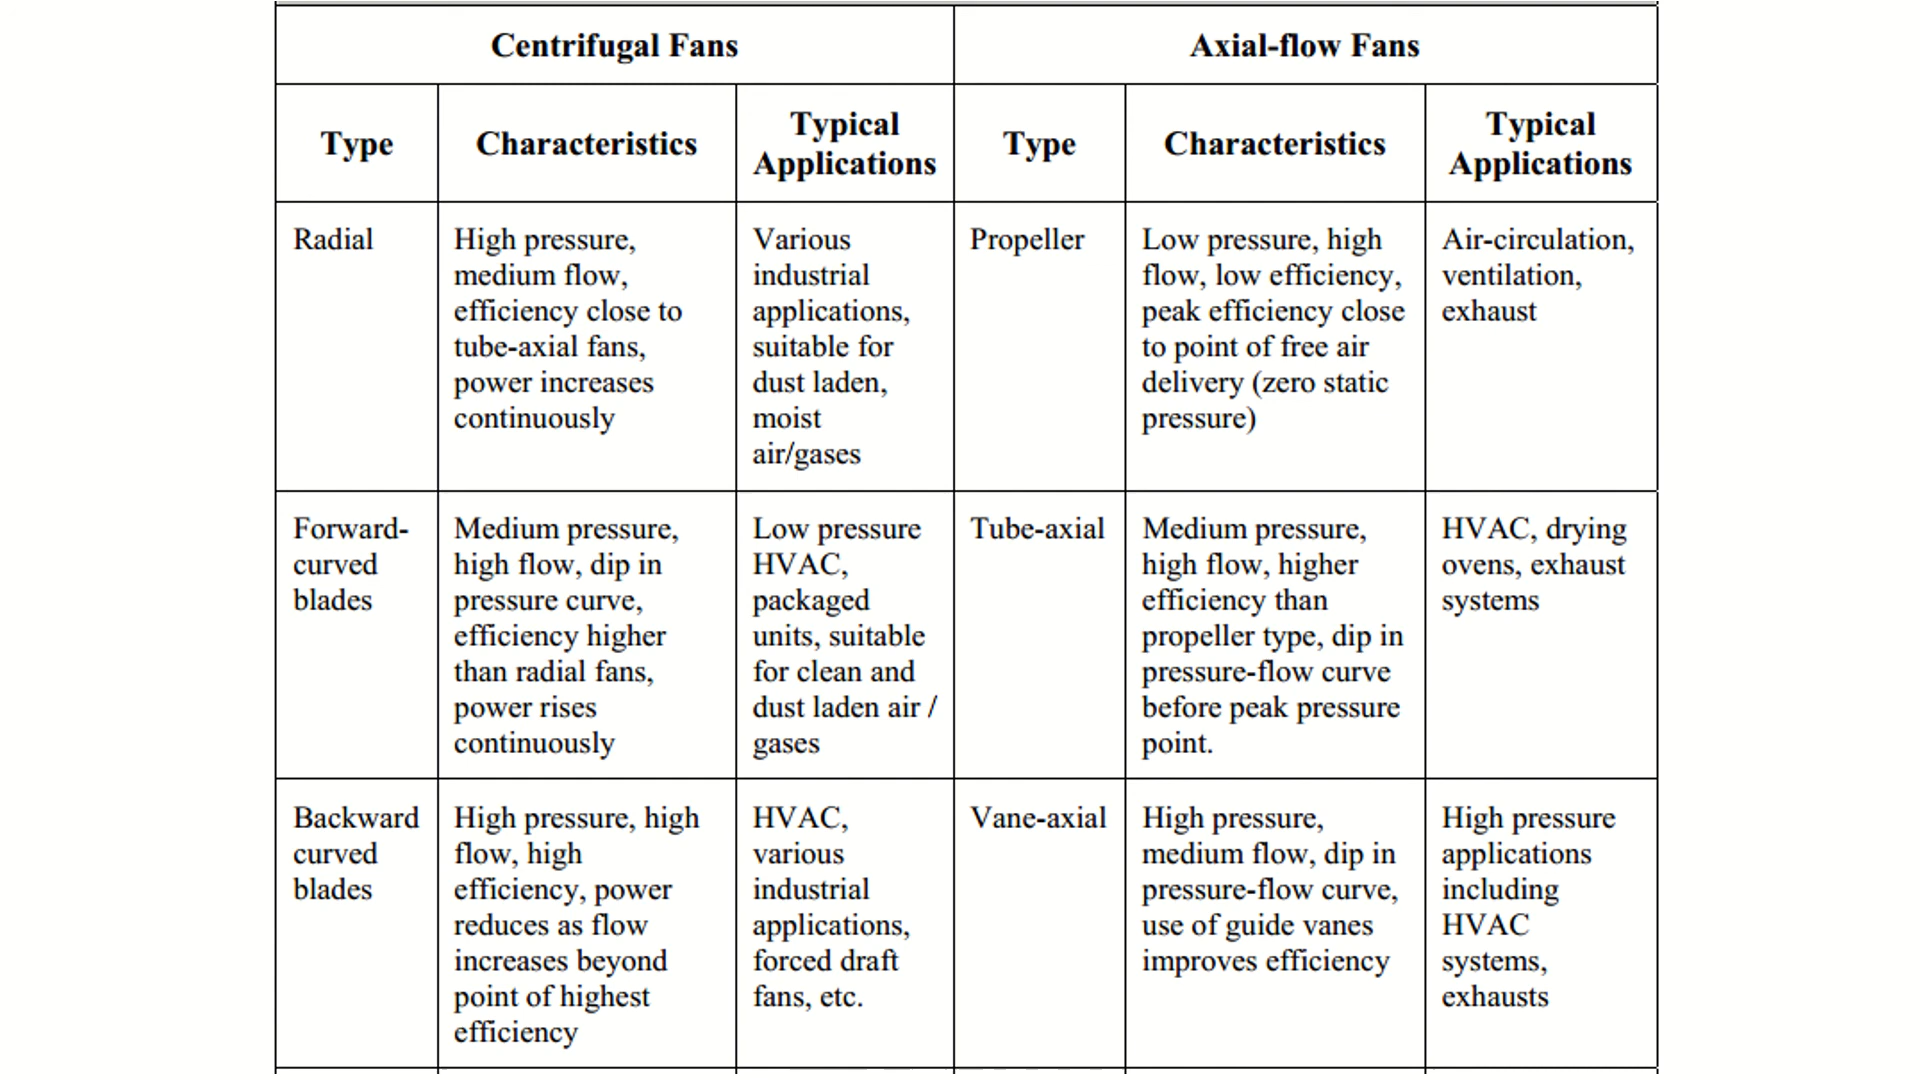 Centrifugal Fans
Axial-flow Fans
Type
Characteristics
Typical
Applications
Type
Characteristics
Typical
Applications
Radial
High pressure,
medium flow,
efficiency close to
tube-axial fans,
power increases
continuously
Various
industrial
applications,
suitable for
dust laden,
moist
air/gases
Propeller
Low pressure, high
flow, low efficiency,
peak efficiency close
to point of free air
delivery (zero static
pressure)
Air-circulation,
ventilation,
exhaust
Forward-
curved
blades
Medium pressure,
high flow, dip in
pressure curve,
efficiency higher
than radial fans,
power rises
continuously
Low pressure
HVAC,
packaged
units, suitable
for clean and
dust laden air /
gases
Tube-axial
Medium pressure,
high flow, higher
efficiency than
propeller type, dip in
pressure-flow curve
before peak pressure
point.
HVAC, drying
ovens, exhaust
systems
Backward
curved
blades
High pressure, high
flow, high
efficiency, power
reduces as flow
increases beyond
point of highest
efficiency
HVAC,
various
industrial
applications,
forced draft
fans, etc.
Vane-axial
High pressure,
medium flow, dip in
pressure-flow curve,
use of guide vanes
improves efficiency
High pressure
applications
including
HVAC
systems,
exhausts